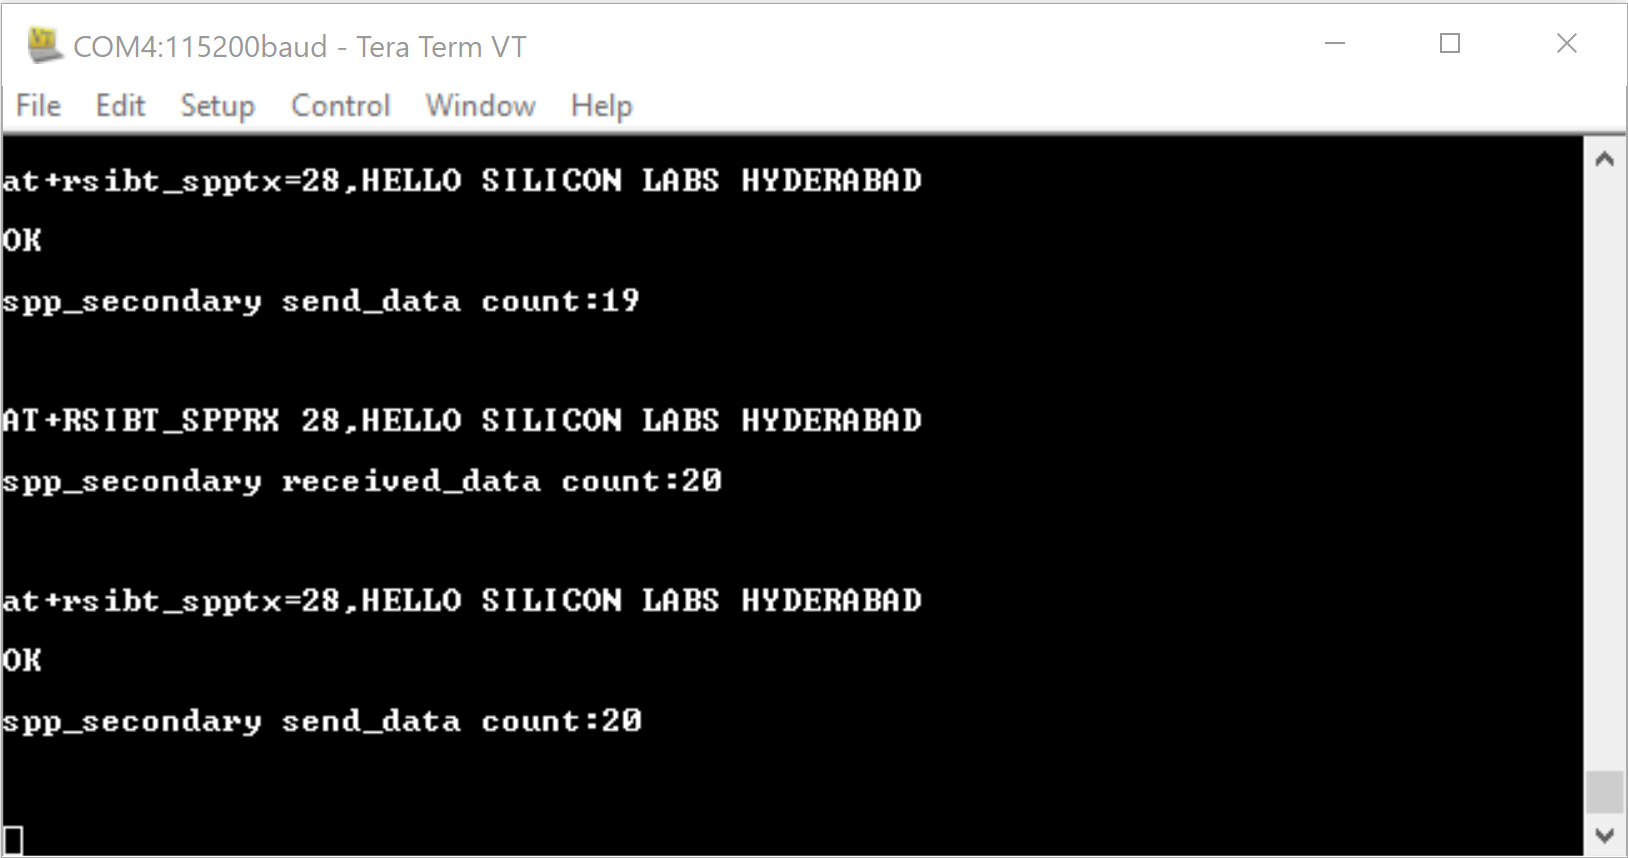 COM4:115200baud - Tera Term VT
File Edit Setup Control Window Help
at+rsibt_spptx=28,HELLO SILICON LABS HYDERABAD
OK
spp_secondary send_data count:19
AT+RSIBT_SPPRX 28,HELLO SILICON LABS HYDERABAD
spp_secondary received_data count:20
at+rsibt_spptx=28,HELLO SILICON LABS HYDERABAD
OK
spp_secondary send_data count:20